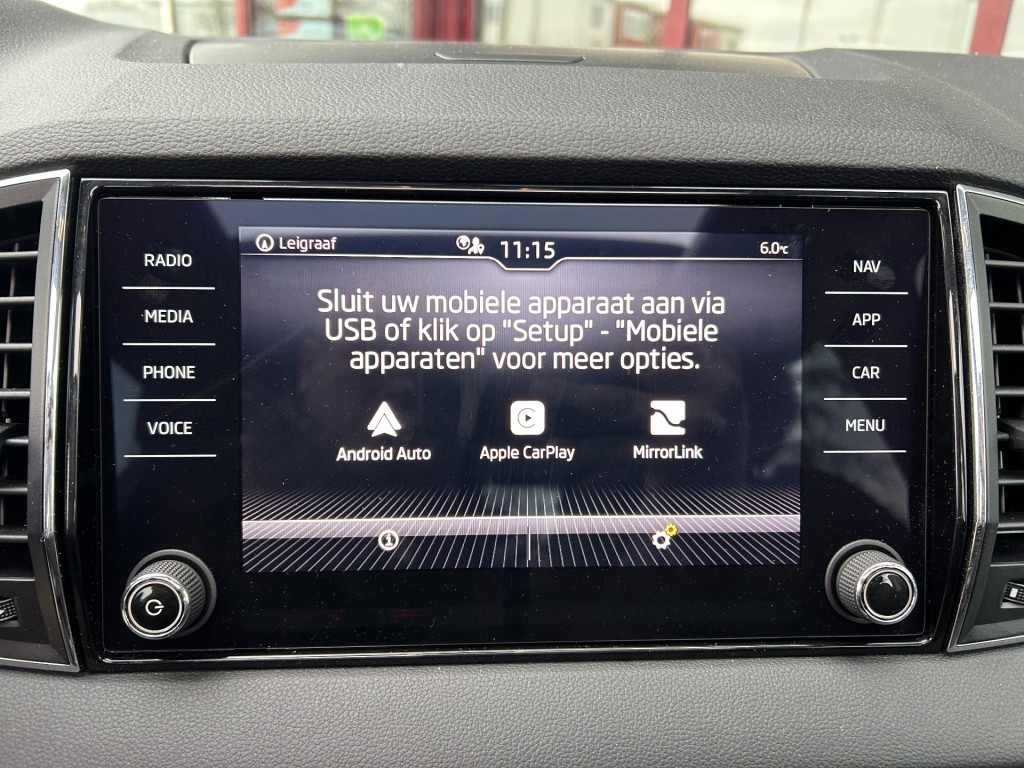 Leigraaf
11:15
6.0°C
RADIO
MEDIA
PHONE
VOICE
Sluit uw mobiele apparaat aan via
USB of klik op "Setup" - "Mobiele
apparaten" voor meer opties.
Android Auto
Apple CarPlay
MirrorLink
NAV
APP
CAR
MENU